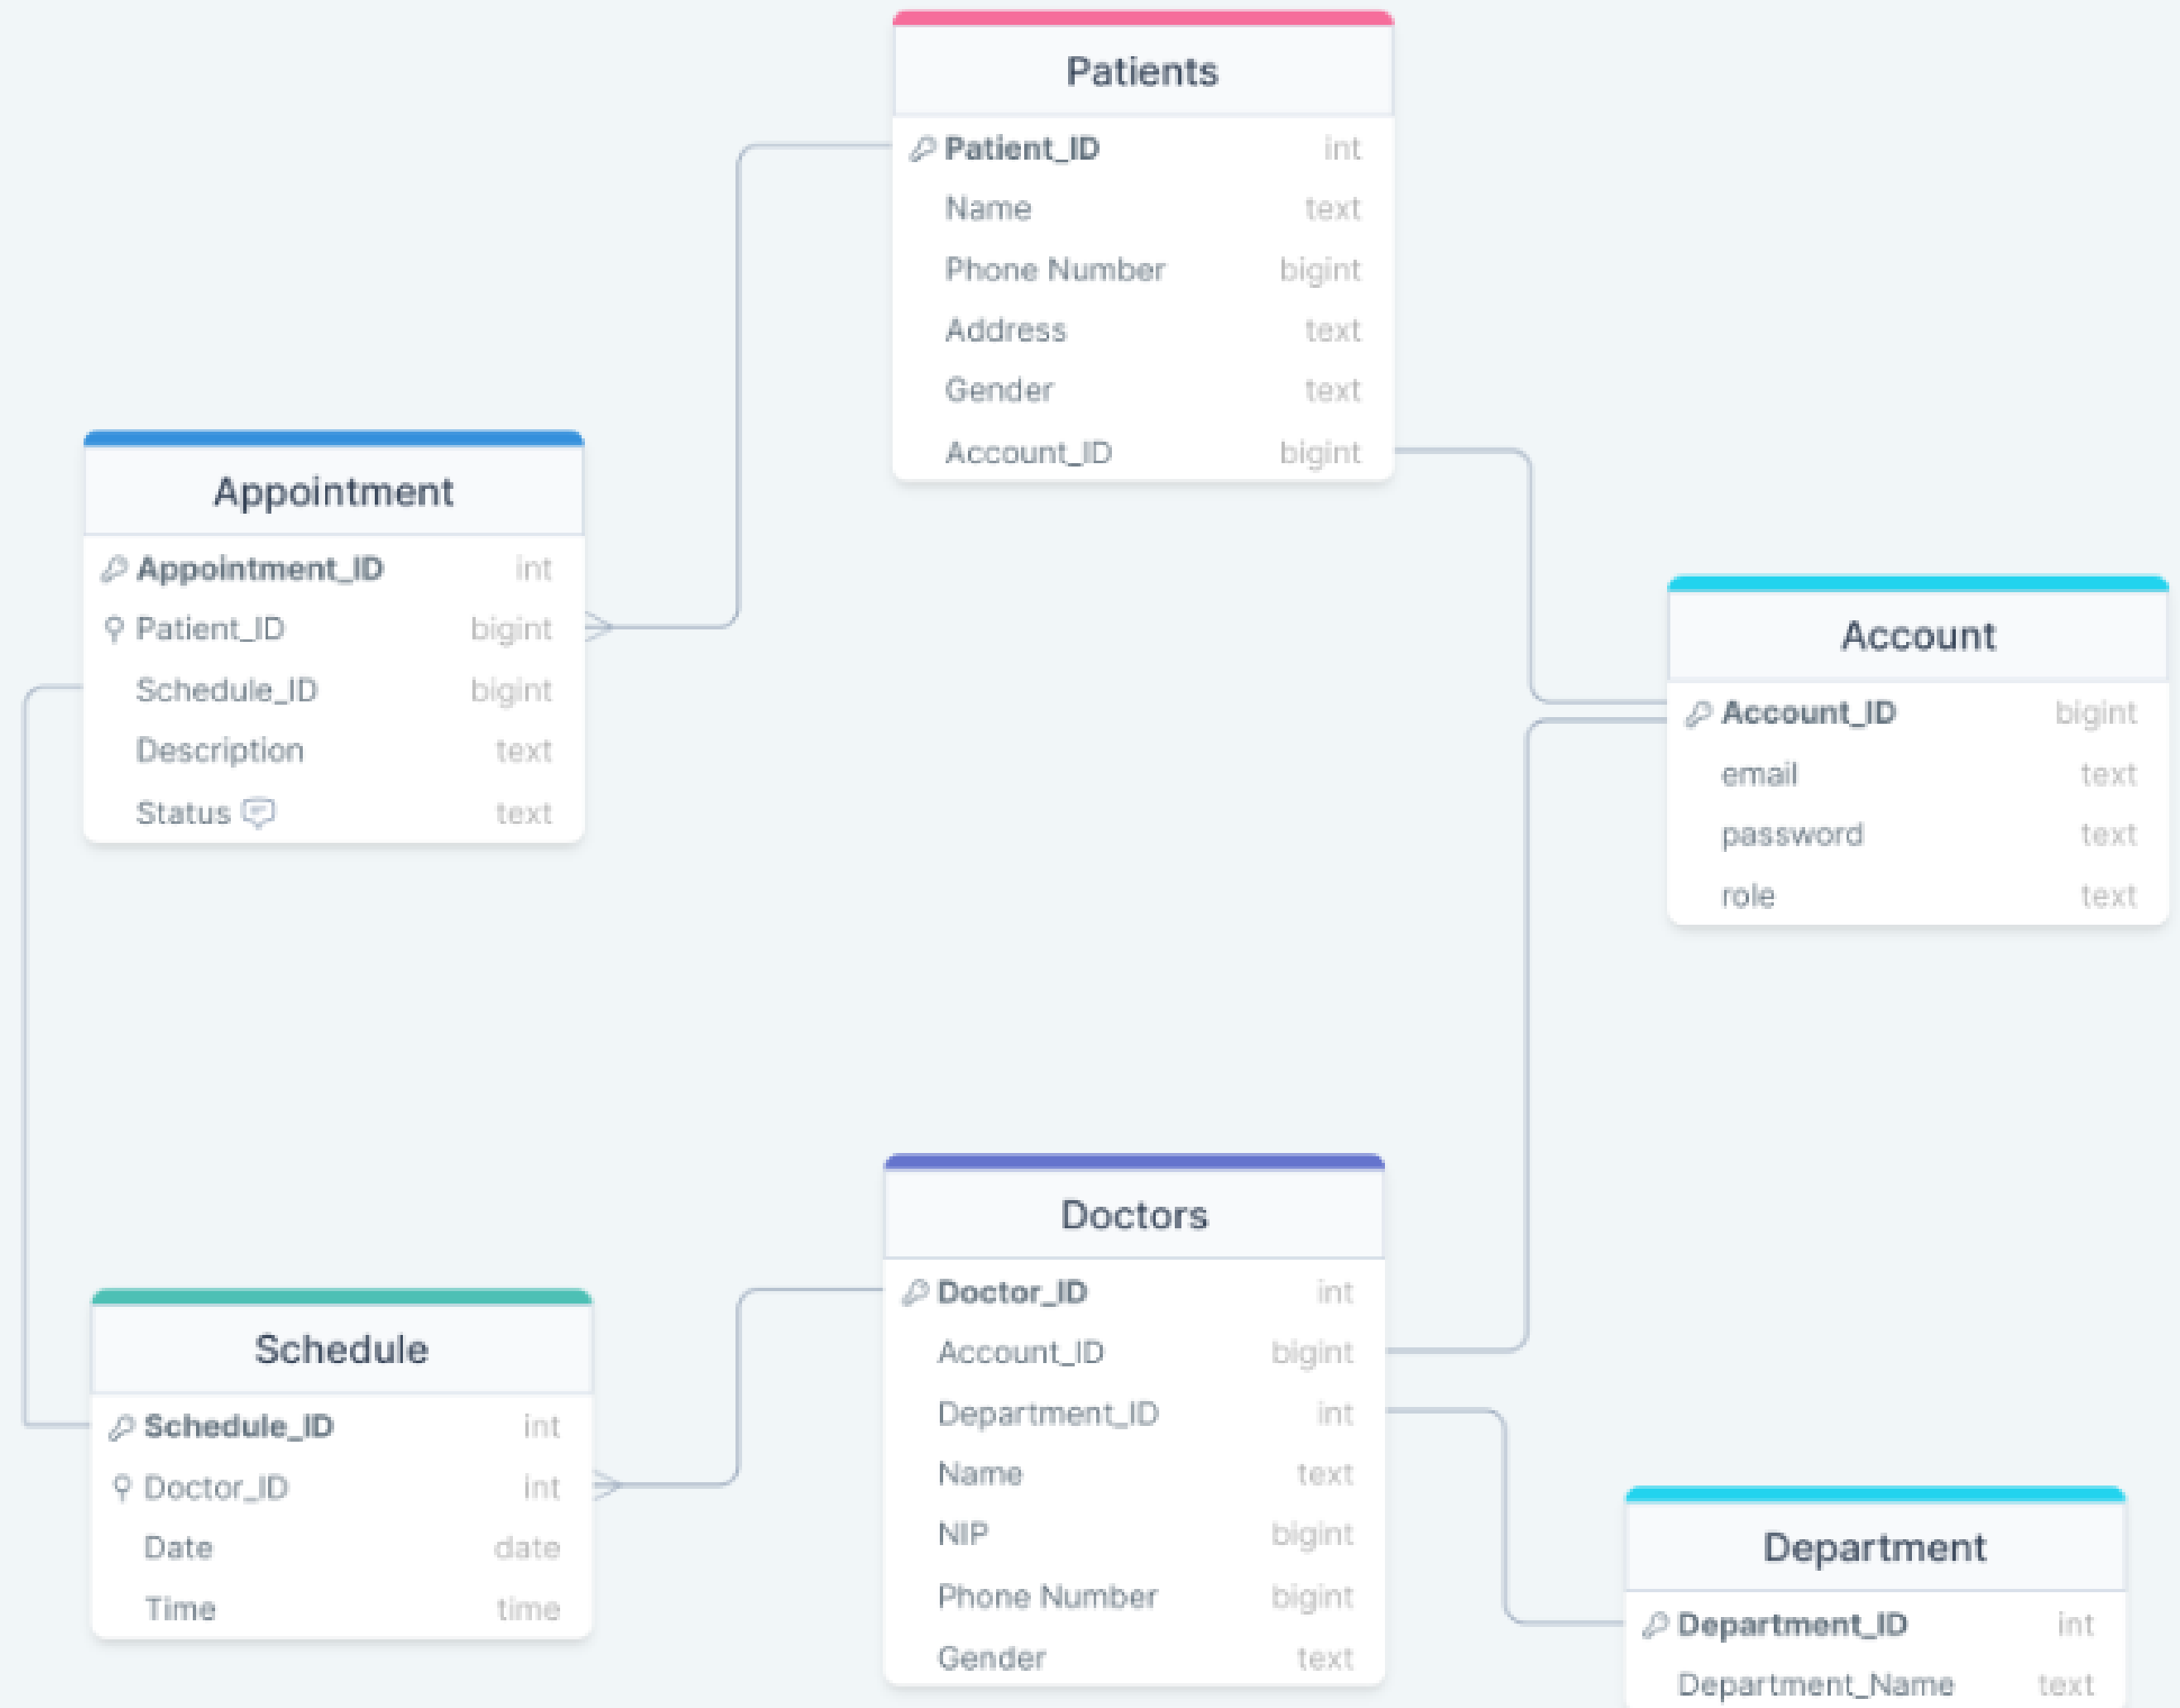 Patients
Patient_ID int
Name text
Phone Number bigint
Address text
Gender text
Account_ID bigint
Appointment
Appointment_ID int
Patient_ID bigint
Schedule_ID bigint
Description text
Status text
Account
Account_ID bigint
email text
password text
role text
Doctors
Doctor_ID int
Account_ID bigint
Department_ID int
Name text
NIP bigint
Phone Number bigint
Gender text
Schedule
Schedule_ID int
Doctor_ID int
Date date
Time time
Department
Department_ID int
Department_Name text